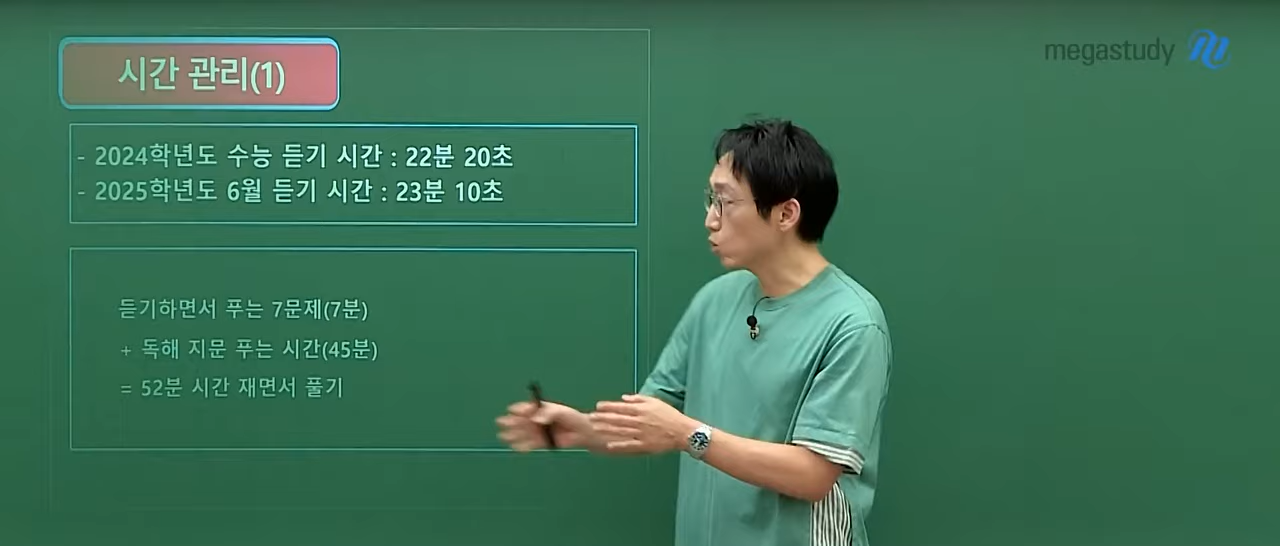 시간 관리(1)
megastudy
- 2024학년도 수능 듣기 시간 : 22분 20초
- 2025학년도 6월 듣기 시간 : 23분 10초
듣기하면서 푸는 7문제(7분)
+ 독해 지문 푸는 시간(45분)
= 52분 시간 재면서 풀기